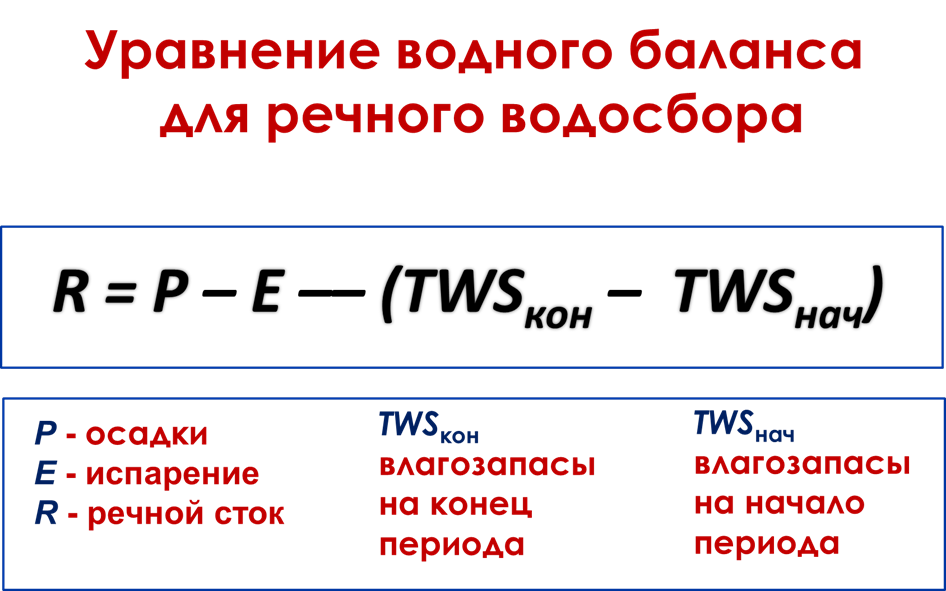 Уравнение водного баланса
для речного водосбора
R = P – E –– (TWSкон – TWSнач)
P - осадки
E - испарение
R - речной сток
TWSкон
влагозапасы
на конец
периода
TWSнач
влагозапасы
на начало
периода